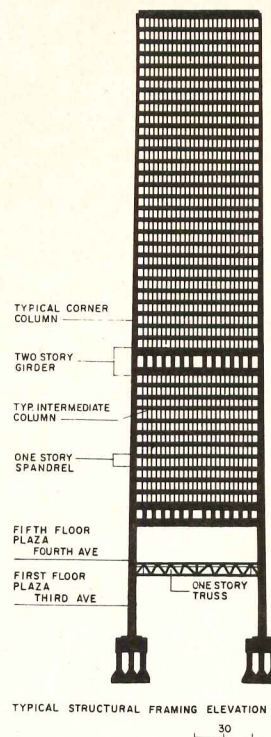 TYPICAL CORNER
COLUMN
TWO STORY
GIRDER
TYP. INTERMEDIATE
COLUMN
ONE STORY
SPANDREL
FIFTH FLOOR
PLAZA
FOURTH AVE
FIRST FLOOR
PLAZA
THIRD AVE
ONE STORY
TRUSS
TYPICAL STRUCTURAL FRAMING ELEVATION
30